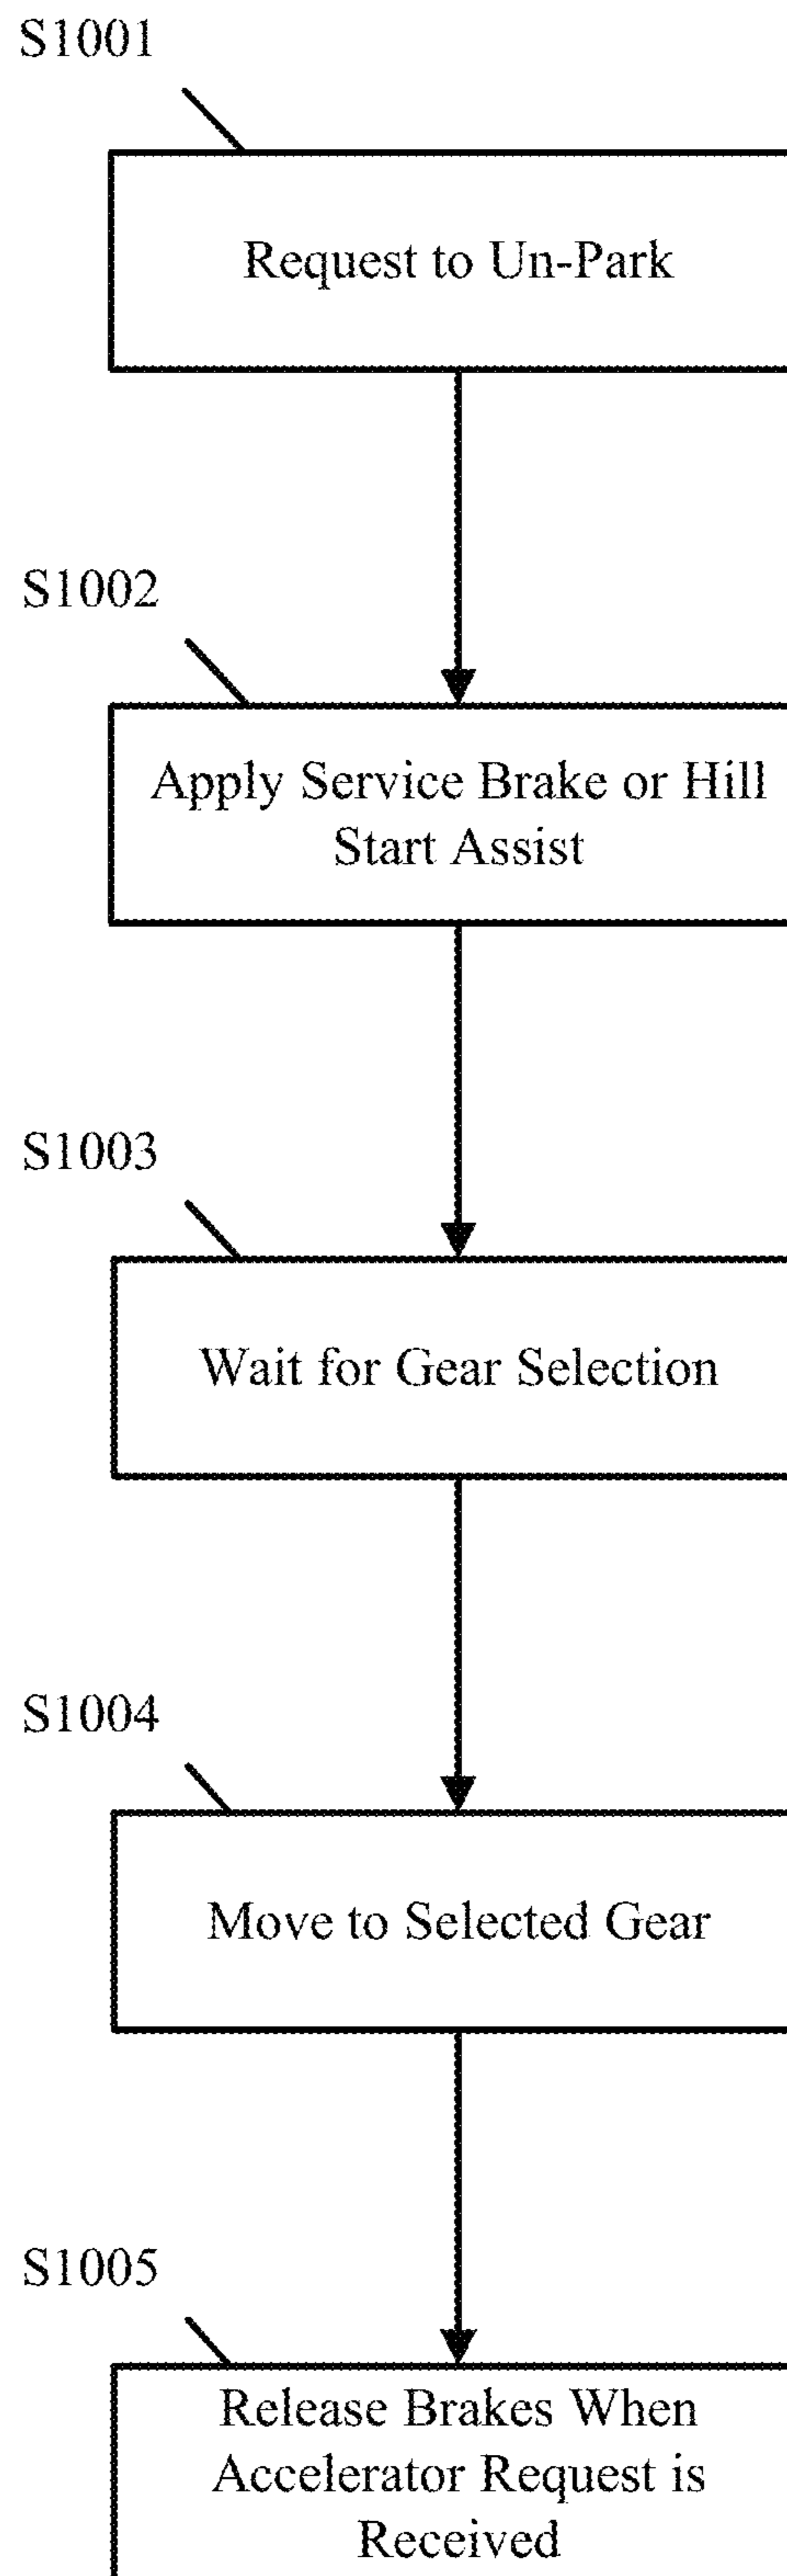 S1001
Request to Un-Park
S1002
Apply Service Brake or Hill
Start Assist
S1003
Wait for Gear Selection
S1004
Move to Selected Gear
S1005
Release Brakes When
Accelerator Request is
Received